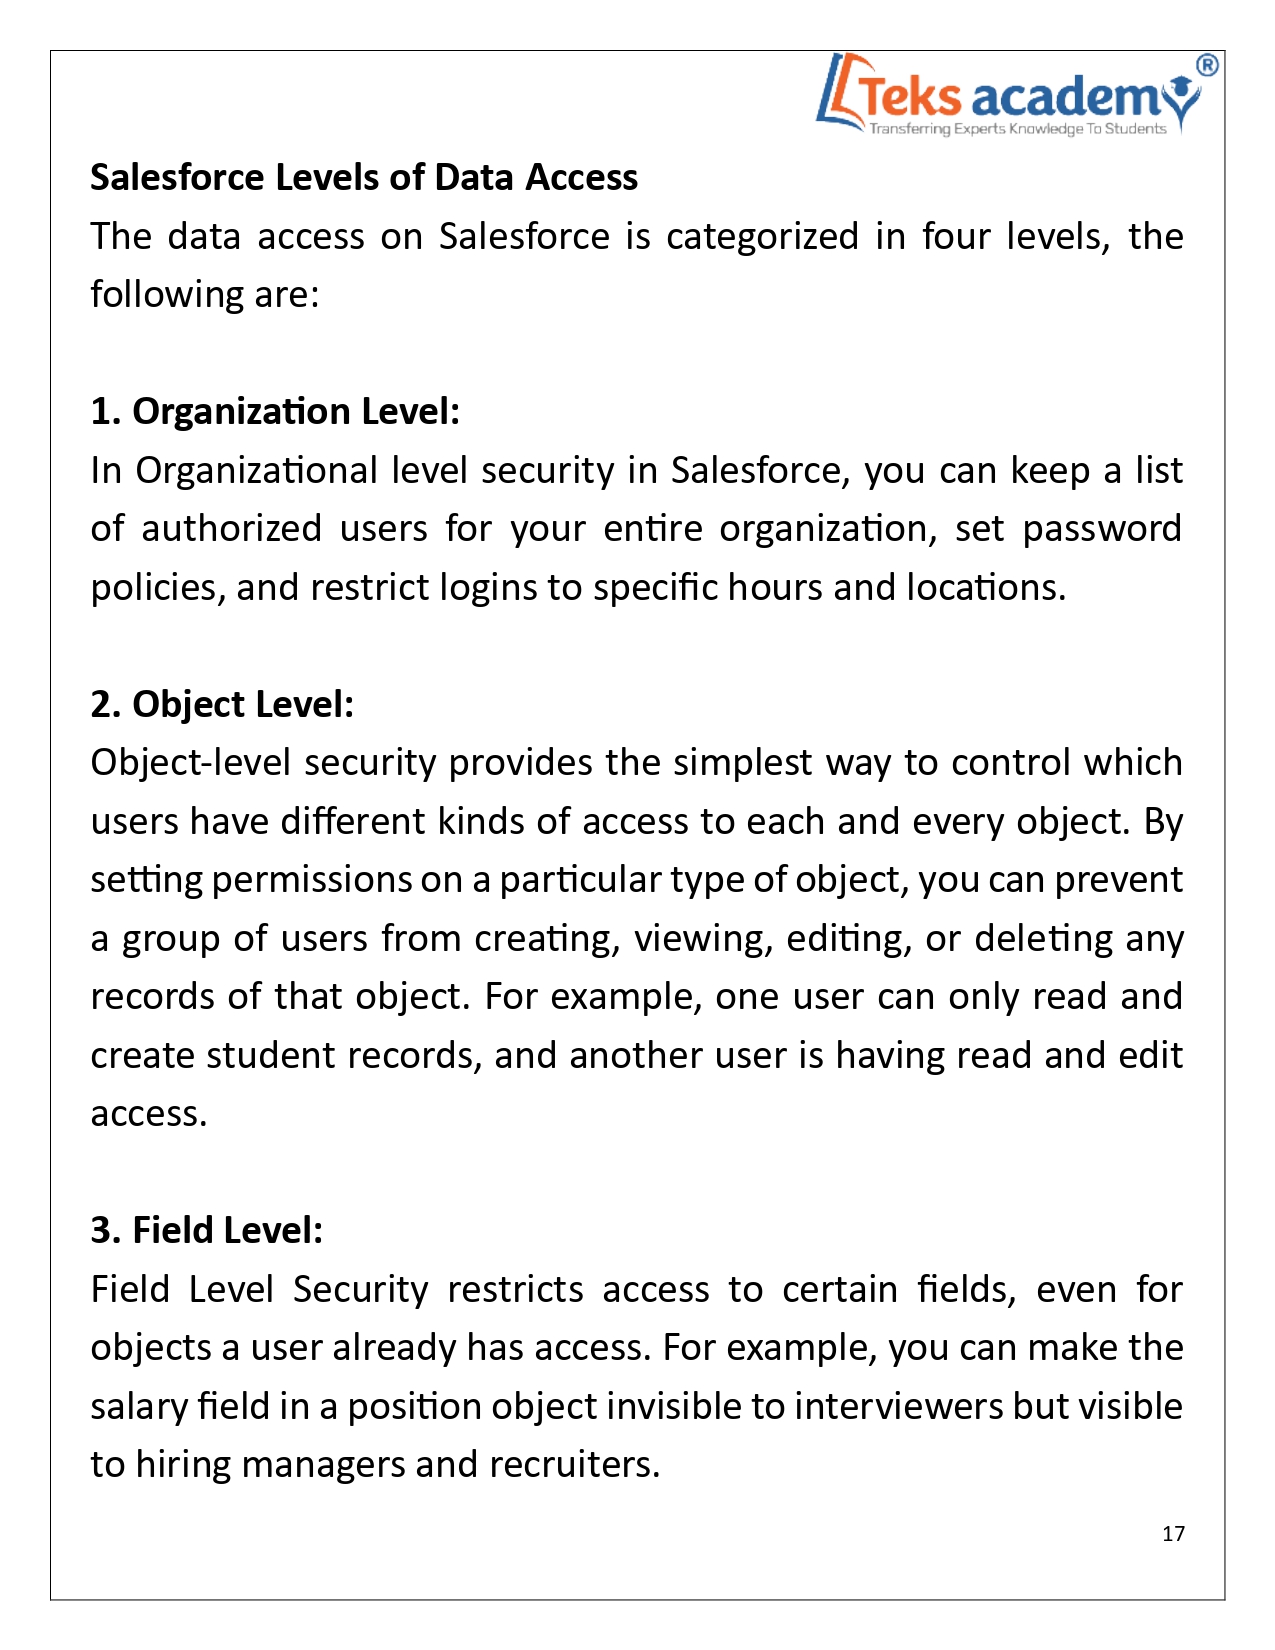 Teks academy®
Transferring Experts Knowledge To Students
Salesforce Levels of Data Access
The data access on Salesforce is categorized in four levels, the
following are:
1. Organization Level:
In Organizational level security in Salesforce, you can keep a list
of authorized users for your entire organization, set password
policies, and restrict logins to specific hours and locations.
2. Object Level:
Object-level security provides the simplest way to control which
users have different kinds of access to each and every object. By
setting permissions on a particular type of object, you can prevent
a group of users from creating, viewing, editing, or deleting any
records of that object. For example, one user can only read and
create student records, and another user is having read and edit
access.
3. Field Level:
Field Level Security restricts access to certain fields, even for
objects a user already has access. For example, you can make the
salary field in a position object invisible to interviewers but visible
to hiring managers and recruiters.
17